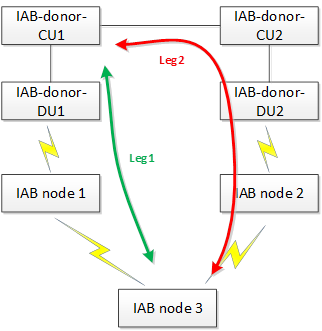 IAB-donor-
CU1
IAB-donor-
CU2
Leg2
IAB-donor-
DU1
IAB-donor-
DU2
Leg1
IAB node 1
IAB node 2
IAB node 3